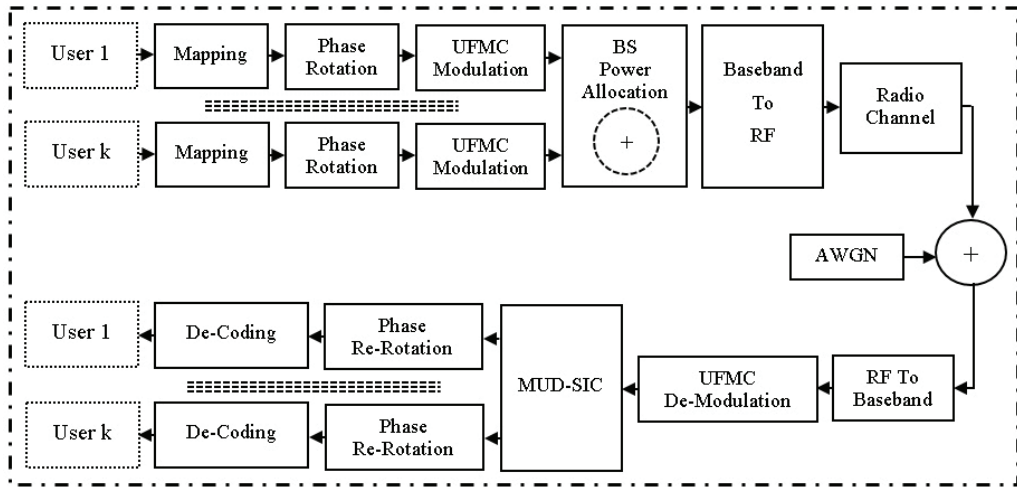 User 1
Mapping
Phase
Rotation
UFMC
Modulation
BS
Power
Allocation
+
Baseband
To
RF
Radio
Channel
User k
Mapping
Phase
Rotation
UFMC
Modulation
AWGN
+
User 1
De-Coding
Phase
Re-Rotation
MUD-SIC
UFMC
De-Modulation
RF To
Baseband
User k
De-Coding
Phase
Re-Rotation